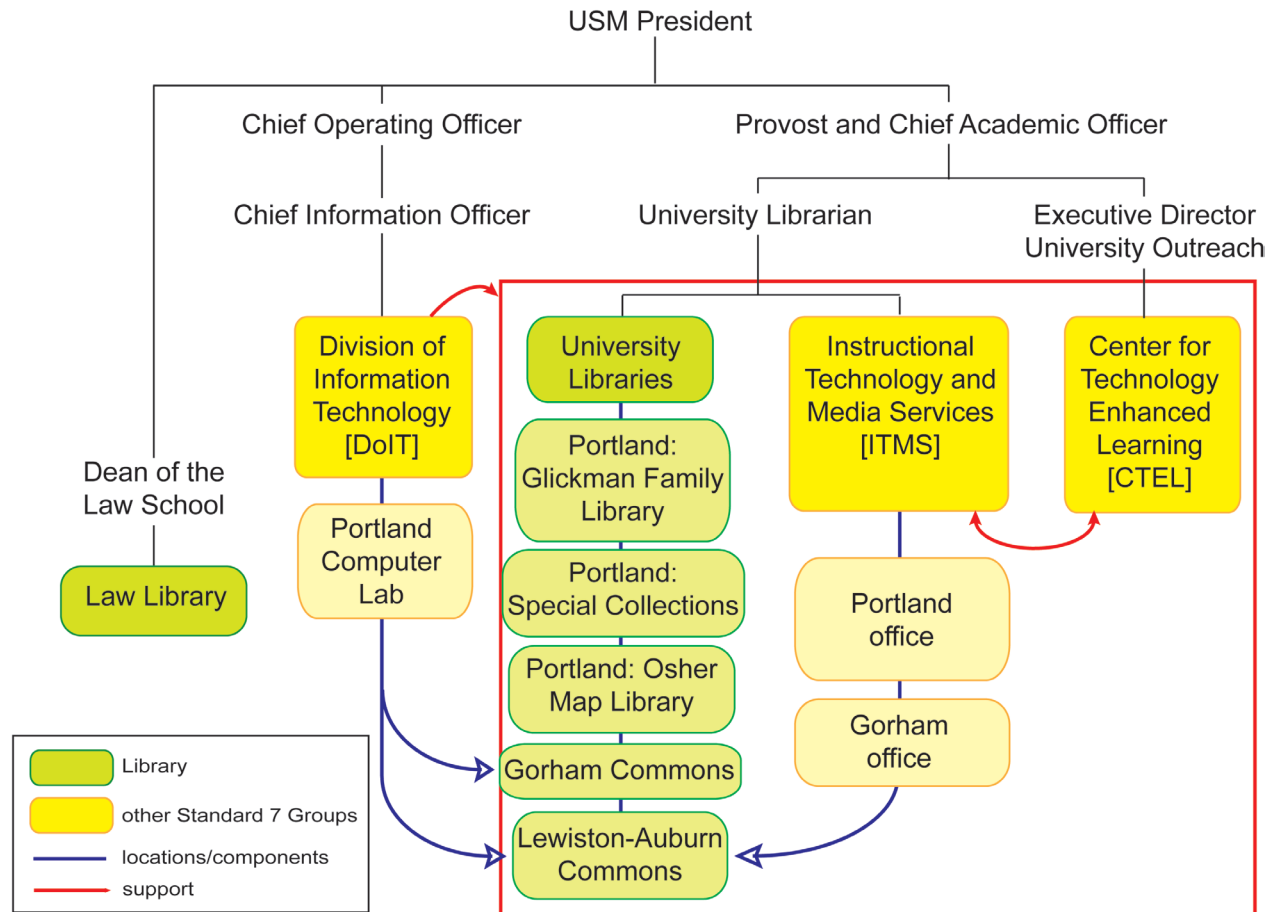 USM President
Chief Operating Officer
Provost and Chief Academic Officer
Chief Information Officer
University Librarian
Executive Director
University Outreach
Dean of the
Law School
Law Library
Division of
Information
Technology
[DoIT]
Portland
Computer
Lab
University
Libraries
Portland:
Glickman Family
Library
Portland:
Special Collections
Portland: Osher
Map Library
Gorham Commons
Lewiston-Auburn
Commons
Instructional
Technology and
Media Services
[ITMS]
Portland
office
Gorham
office
Center for
Technology
Enhanced
Learning
[CTEL]
Library
other Standard 7 Groups
locations/components
support